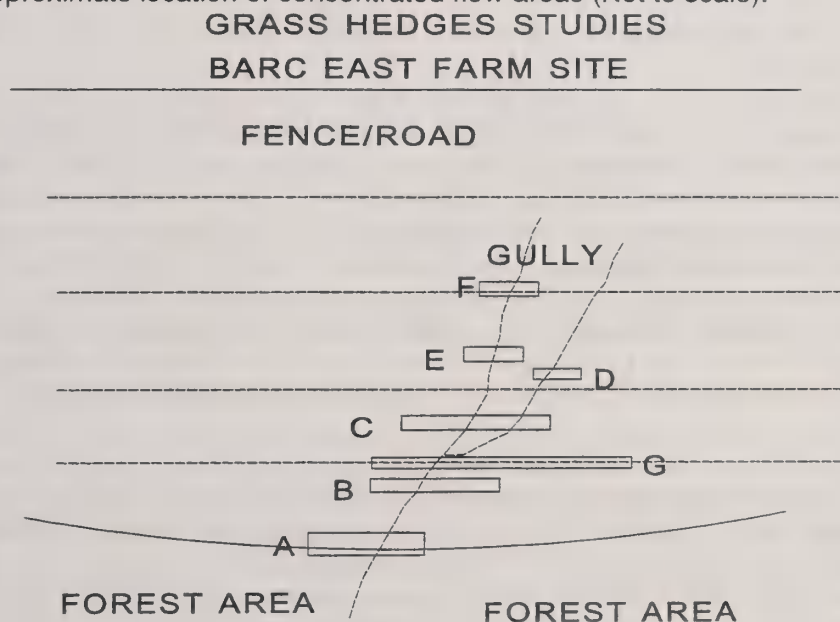 proximate location of concentrated flow areas (Not to scale).
GRASS HEDGES STUDIES
BARC EAST FARM SITE
FENCE/ROAD
GULLY
F
E
D
C
G
B
A
FOREST AREA
FOREST AREA